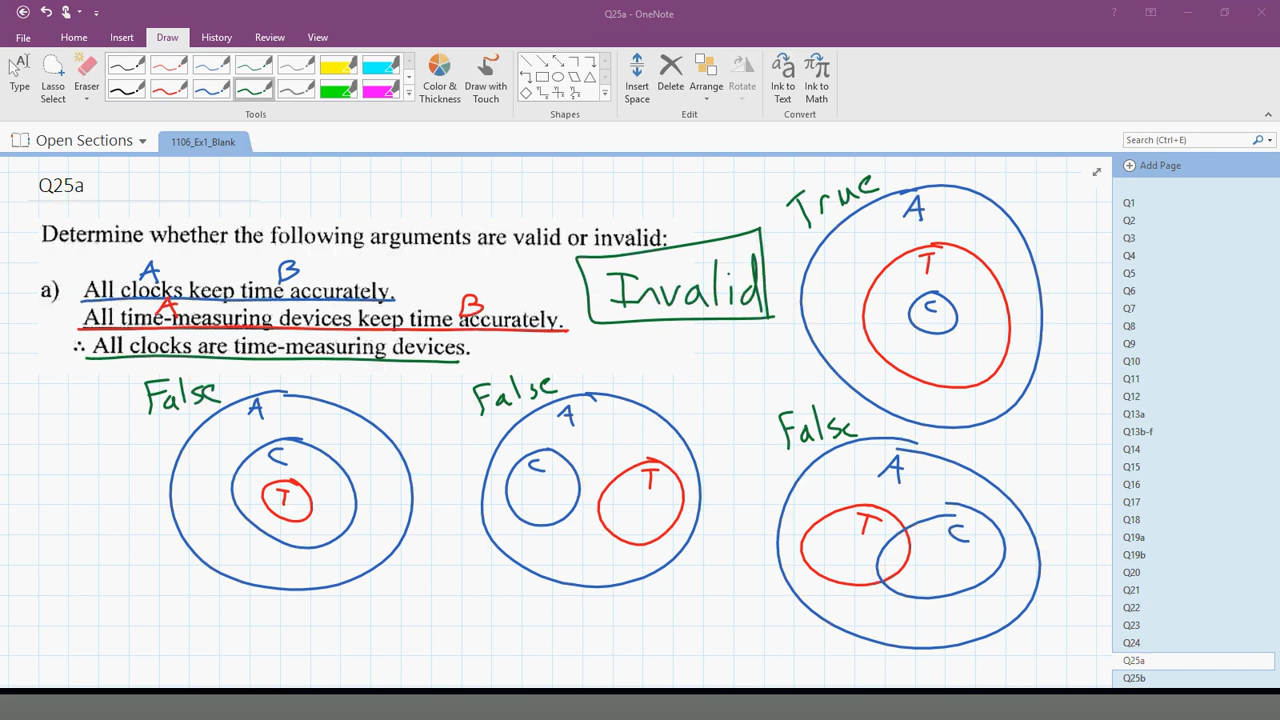 Q25a - OneNote
File Home Insert Draw History Review View
Type Lasso Select Eraser Color & Thickness Draw with Touch Insert Space Delete Arrange Rotate Ink to Text Ink to Math
Tools Shapes Edit Convert
Open Sections 1106_Ex1_Blank Search (Ctrl+E)
Add Page
Q25a
Determine whether the following arguments are valid or invalid:
A B
a) All clocks keep time accurately.
A B
All time-measuring devices keep time accurately.
∴ All clocks are time-measuring devices.
Invalid
True
A
T
C
False
A
C
T
False
A
C
T
False
A
T
C
Q1
Q2
Q3
Q4
Q5
Q6
Q7
Q8
Q9
Q10
Q11
Q12
Q13a
Q13b-f
Q14
Q15
Q16
Q17
Q18
Q19a
Q19b
Q20
Q21
Q22
Q23
Q24
Q25a
Q25b